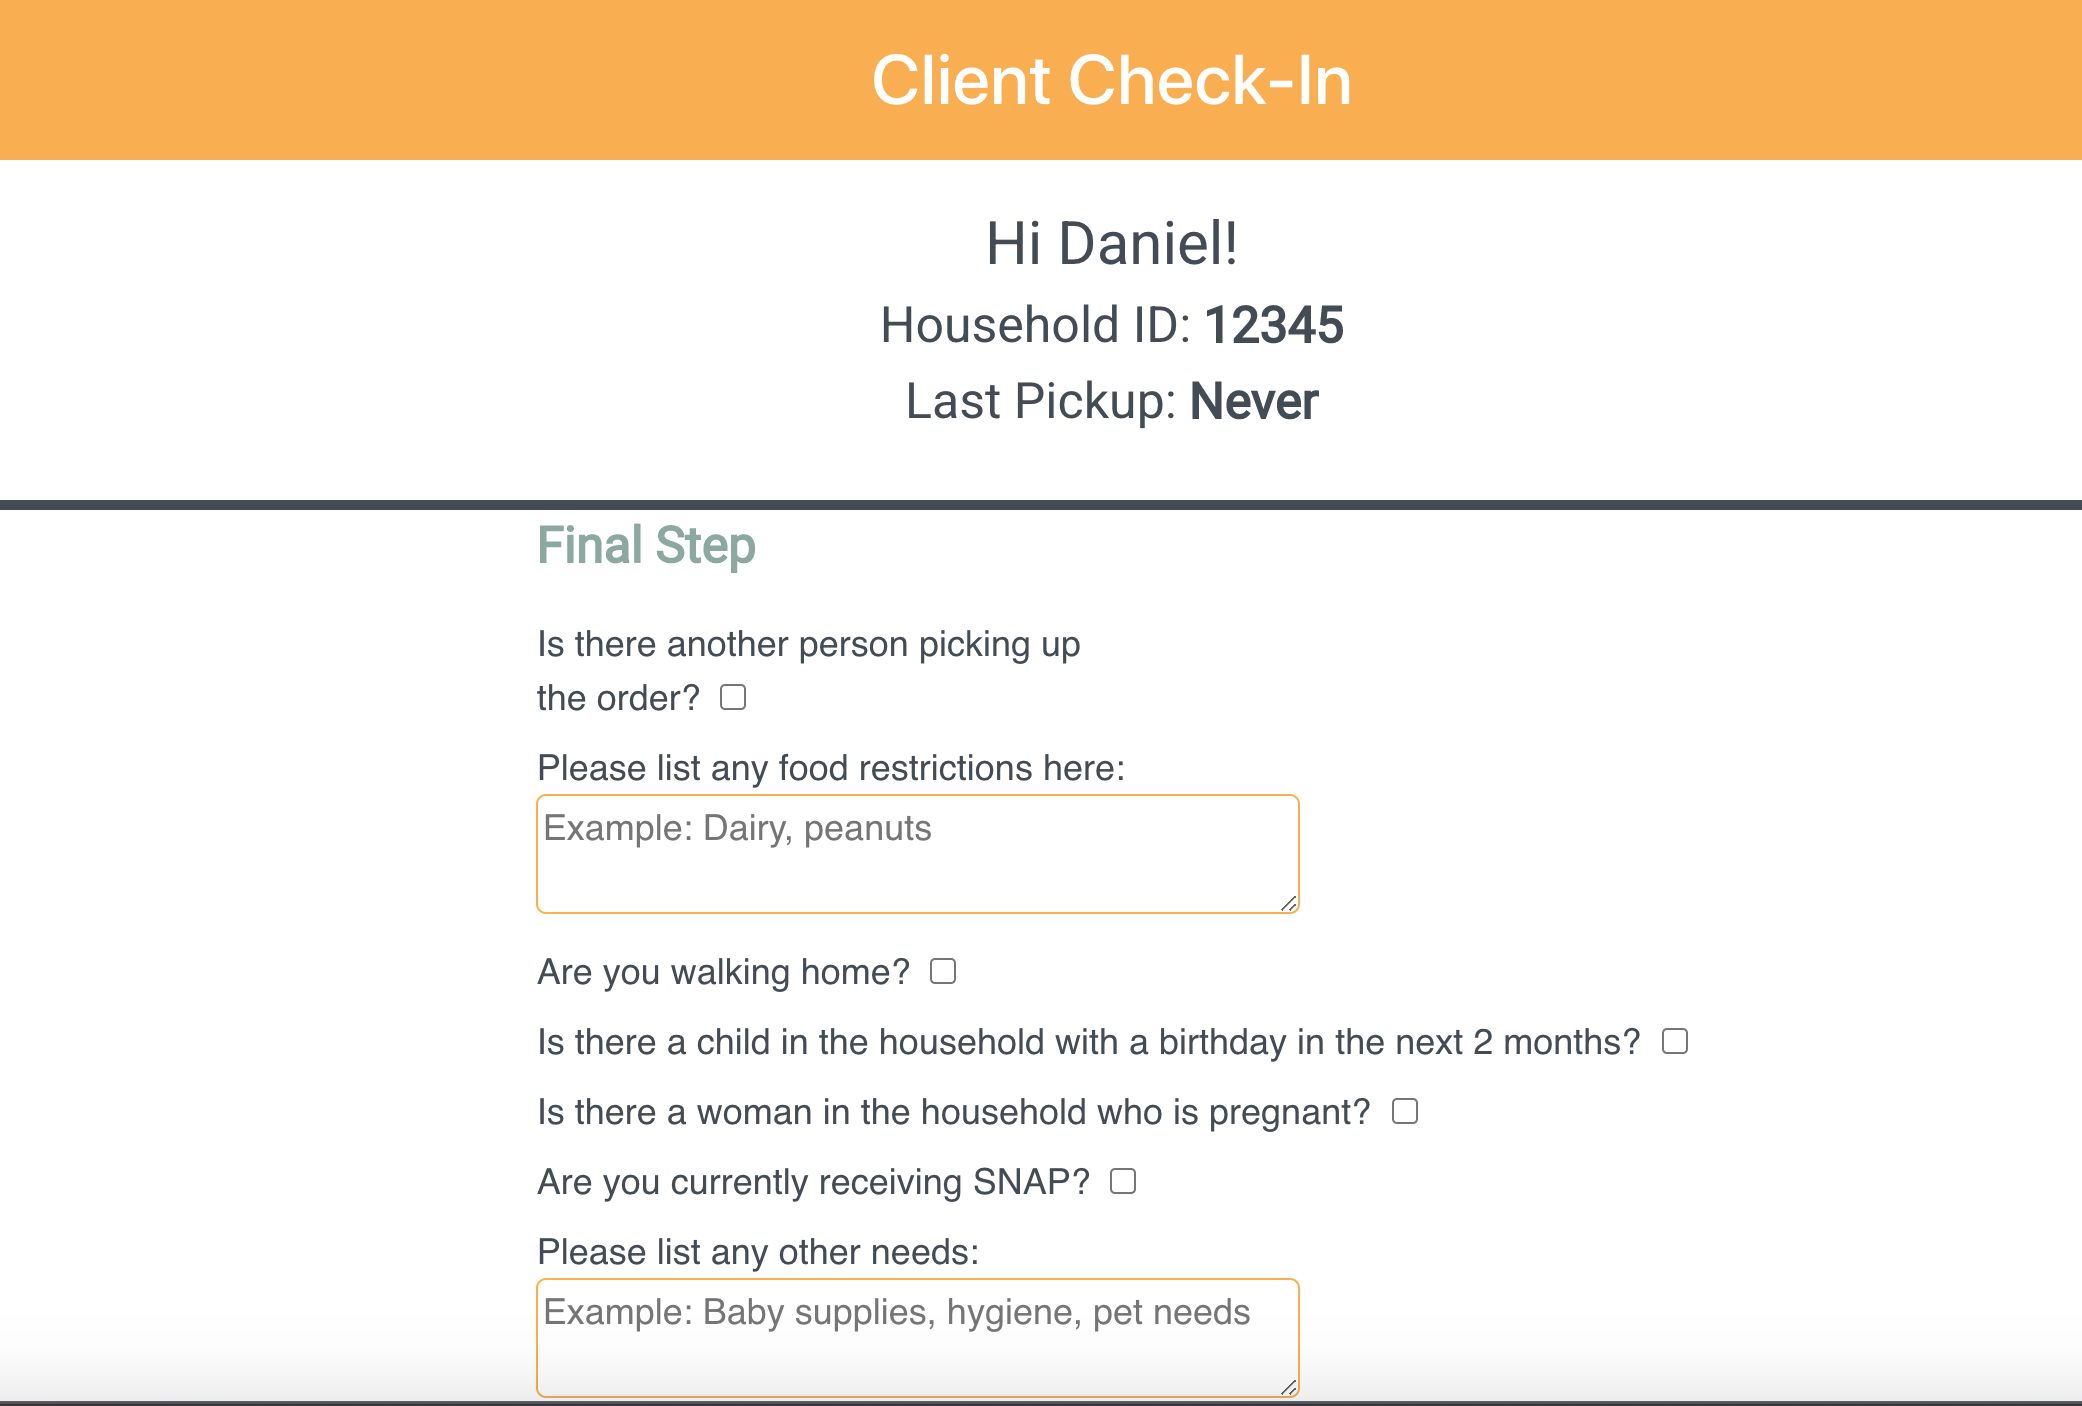 Client Check-In
Hi Daniel!
Household ID: 12345
Last Pickup: Never
Final Step
Is there another person picking up
the order?
Please list any food restrictions here:
Example: Dairy, peanuts
Are you walking home?
Is there a child in the household with a birthday in the next 2 months?
Is there a woman in the household who is pregnant?
Are you currently receiving SNAP?
Please list any other needs:
Example: Baby supplies, hygiene, pet needs